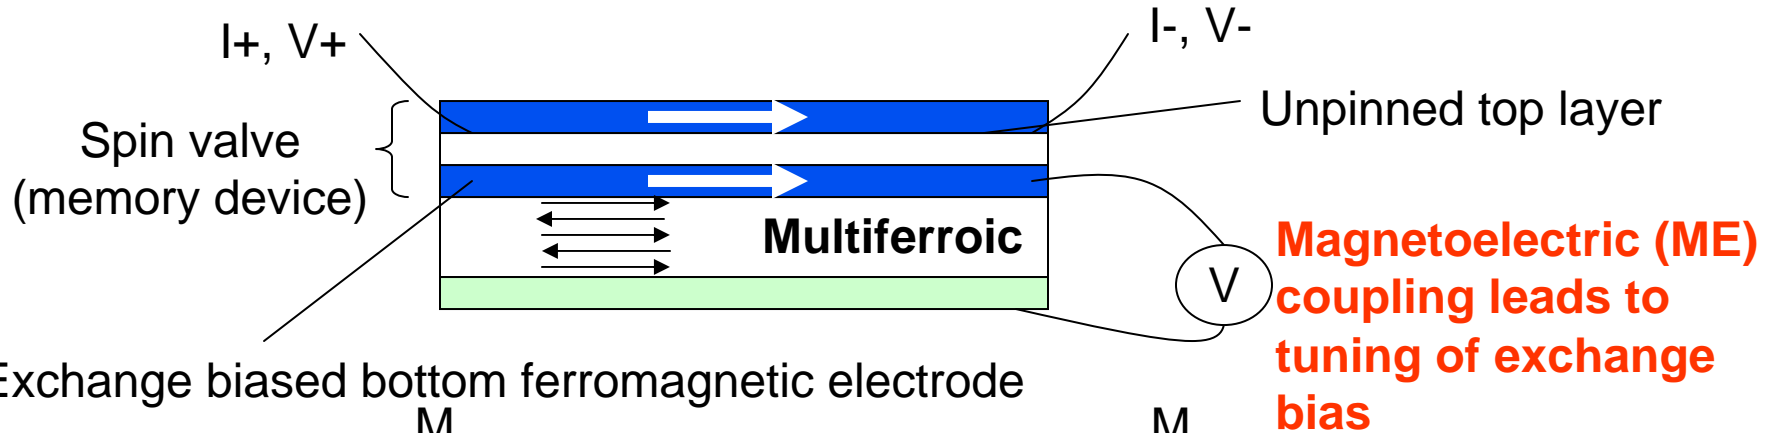 I+, V+
I-, V-
Spin valve
(memory device)
Unpinned top layer
Multiferroic
V
Magnetoelectric (ME)
coupling leads to
tuning of exchange
bias
Exchange biased bottom ferromagnetic electrode
M
M